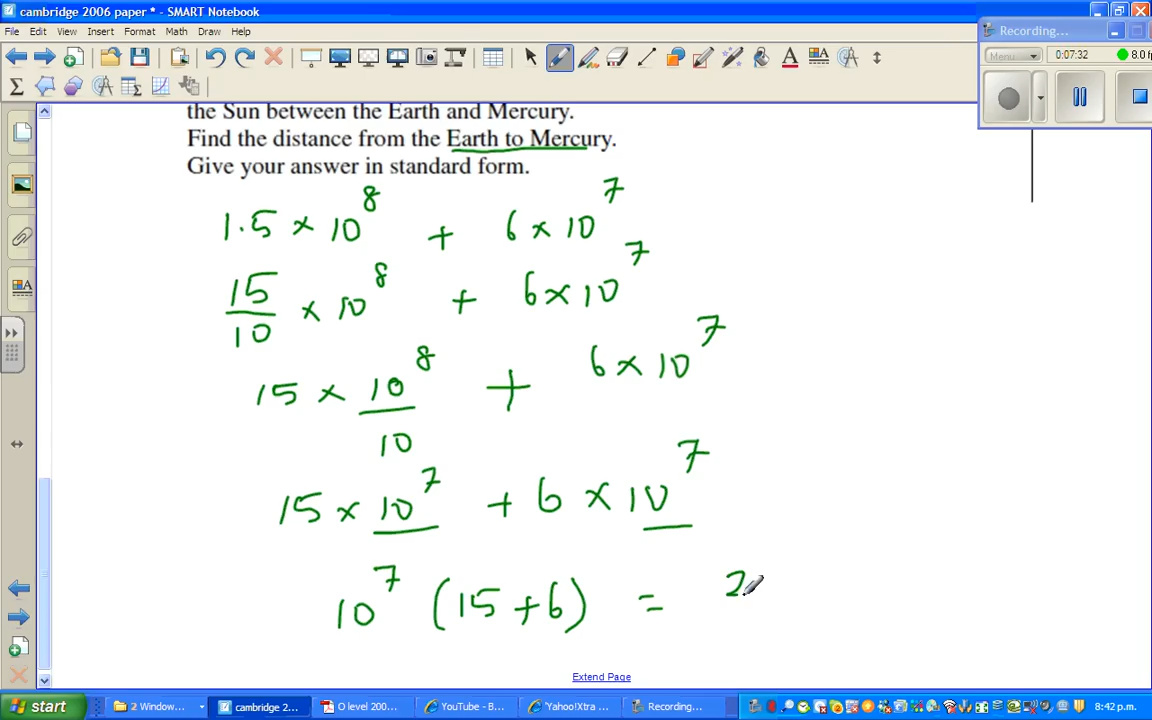 cambridge 2006 paper * - SMART Notebook
Recording...
File Edit View Insert Format Tools Draw Help
Menu 0:07:32 8.0 f
the Sun between the Earth and Mercury.
Find the distance from the Earth to Mercury.
Give your answer in standard form.
1.5 × 10^8 + 6 × 10^7
15/10 × 10^8 + 6 × 10^7
15 × 10^8/10 + 6 × 10^7
15 × 10^7 + 6 × 10^7
10^7 (15 + 6) = 2
Extend Page
start 2 Window... cambridge 2... O level 200... YouTube - B... Yahoo!Xtra ... Recording... 8:42 p.m.